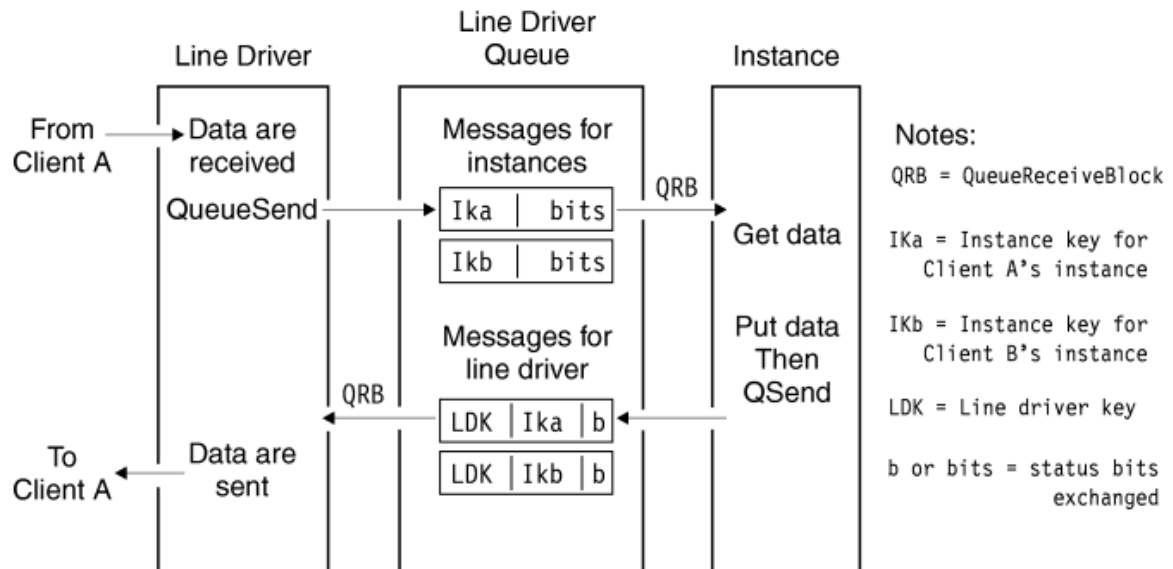 Line Driver
Line Driver
Queue
Instance
From
Client A
Data are
received
QueueSend
Messages for
instances
Ika | bits
Ikb | bits
QRB
Get data
Put data
Then
QSend
Messages for
line driver
LDK |Ika |b
LDK |Ikb |b
QRB
Data are
sent
To
Client A
Notes:
QRB = QueueReceiveBlock
IKa = Instance key for
Client A's instance
IKb = Instance key for
Client B's instance
LDK = Line driver key
b or bits = status bits
exchanged